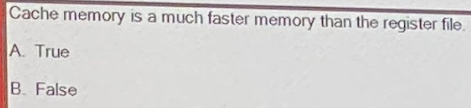 Cache memory is a much faster memory than the register file.
A. True
B. False